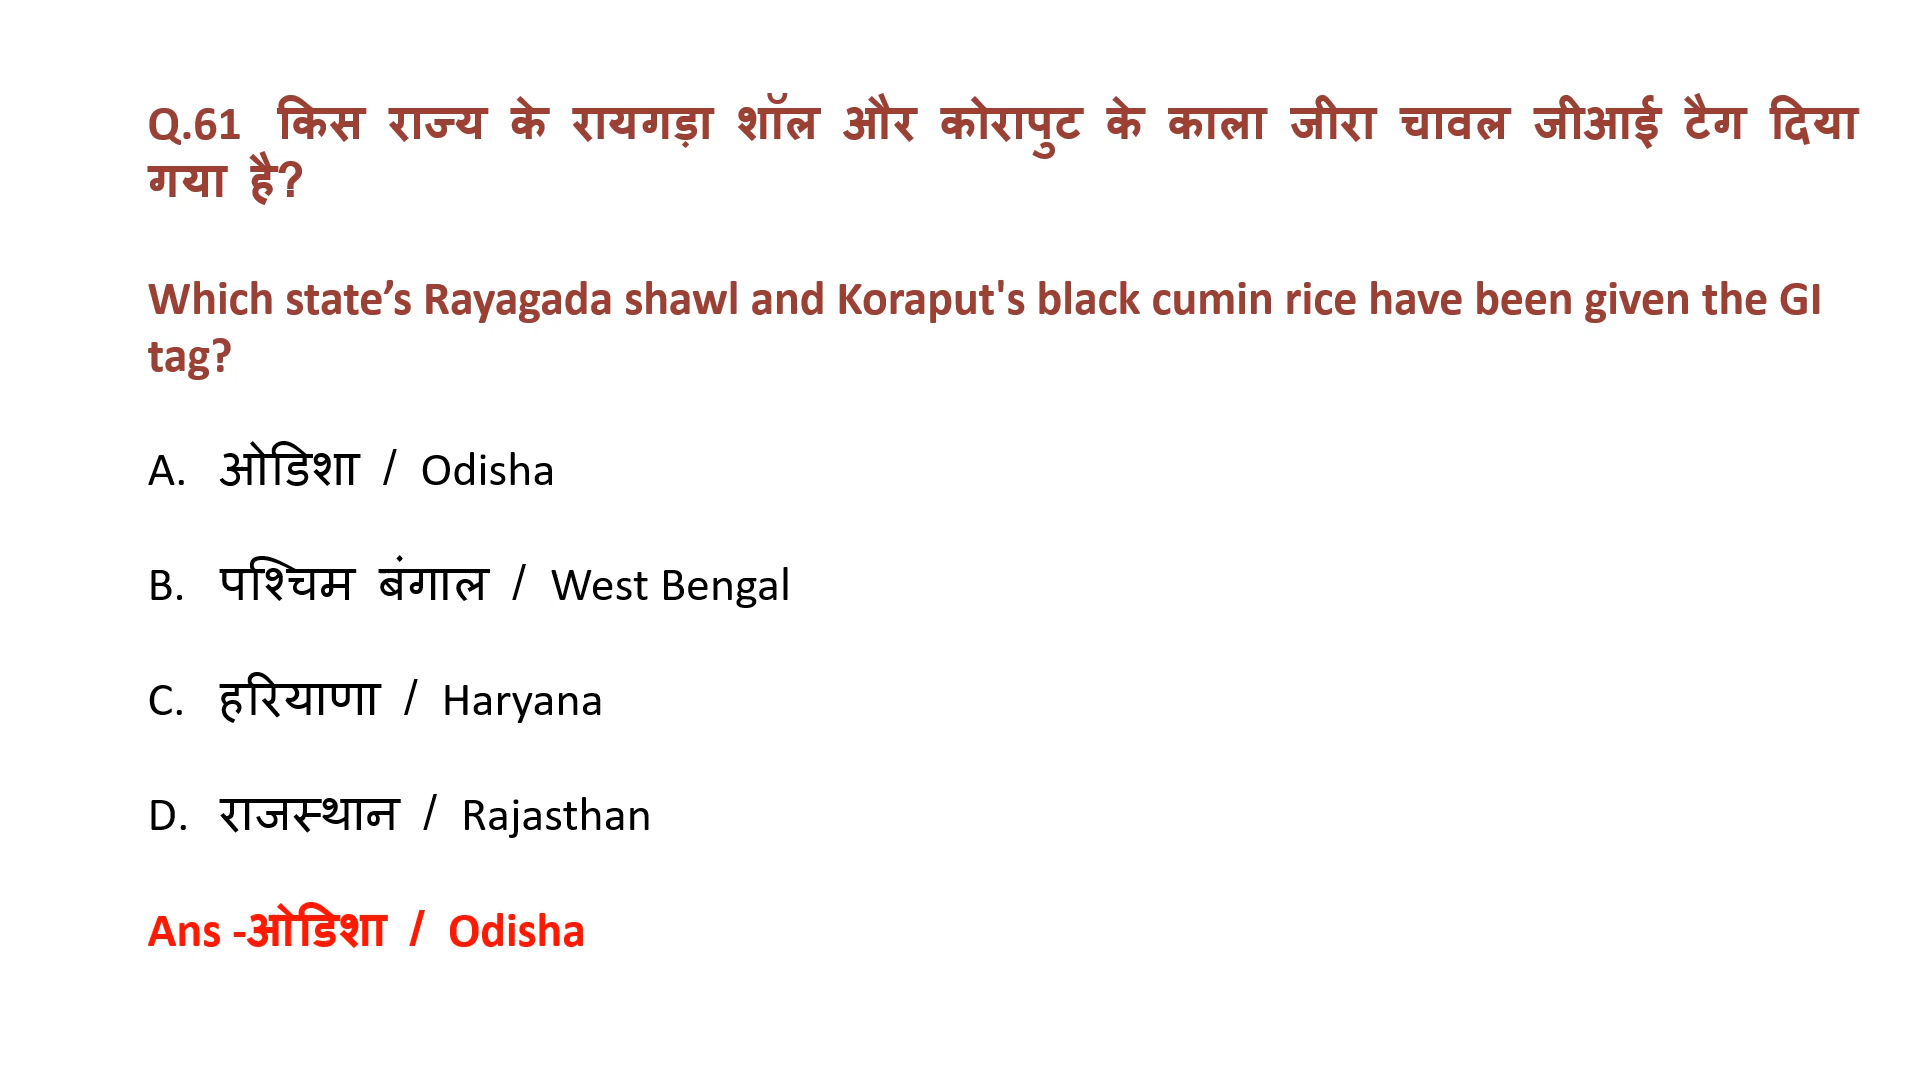 Q.61 किस राज्य के रायगड़ा शॉल और कोरापुट के काला जीरा चावल जीआई टैग दिया
गया है?
Which state’s Rayagada shawl and Koraput's black cumin rice have been given the GI
tag?
A. ओडिशा / Odisha
B. पश्चिम बंगाल / West Bengal
C. हरियाणा / Haryana
D. राजस्थान / Rajasthan
Ans -ओडिशा / Odisha